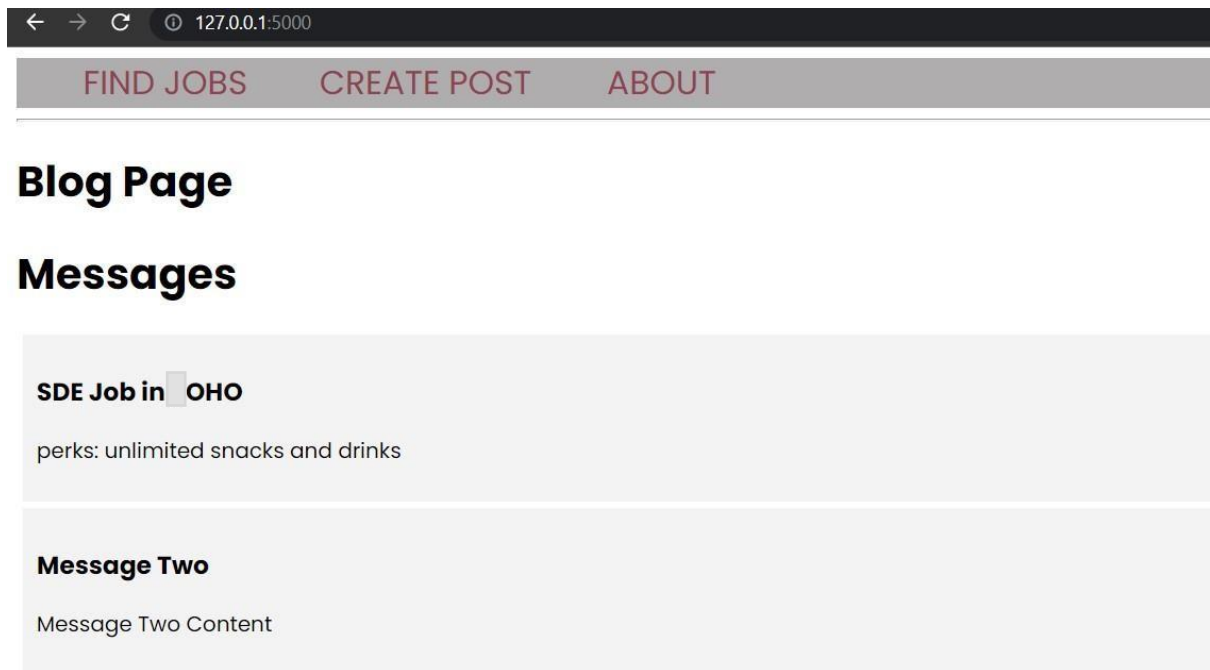 127.0.0.1:5000
FIND JOBS CREATE POST ABOUT
Blog Page
Messages
SDE Job in OHO
perks: unlimited snacks and drinks
Message Two
Message Two Content